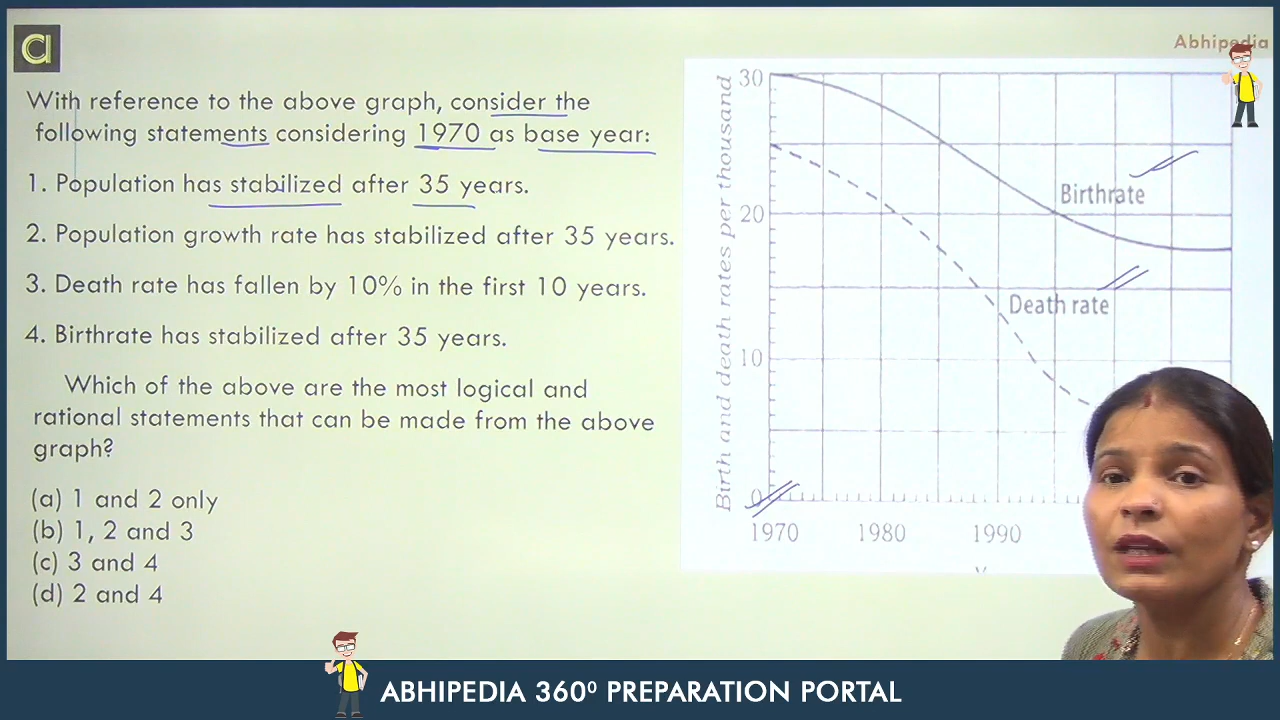 a
Abhipedia
With reference to the above graph, consider the
following statements considering 1970 as base year:
1. Population has stabilized after 35 years.
2. Population growth rate has stabilized after 35 years.
3. Death rate has fallen by 10% in the first 10 years.
4. Birthrate has stabilized after 35 years.
Which of the above are the most logical and
rational statements that can be made from the above
graph?
(a) 1 and 2 only
(b) 1, 2 and 3
(c) 3 and 4
(d) 2 and 4
Birth and death rates per thousand
30
20
10
0
Birthrate
Death rate
1970 1980 1990
ABHIPEDIA 360⁰ PREPARATION PORTAL